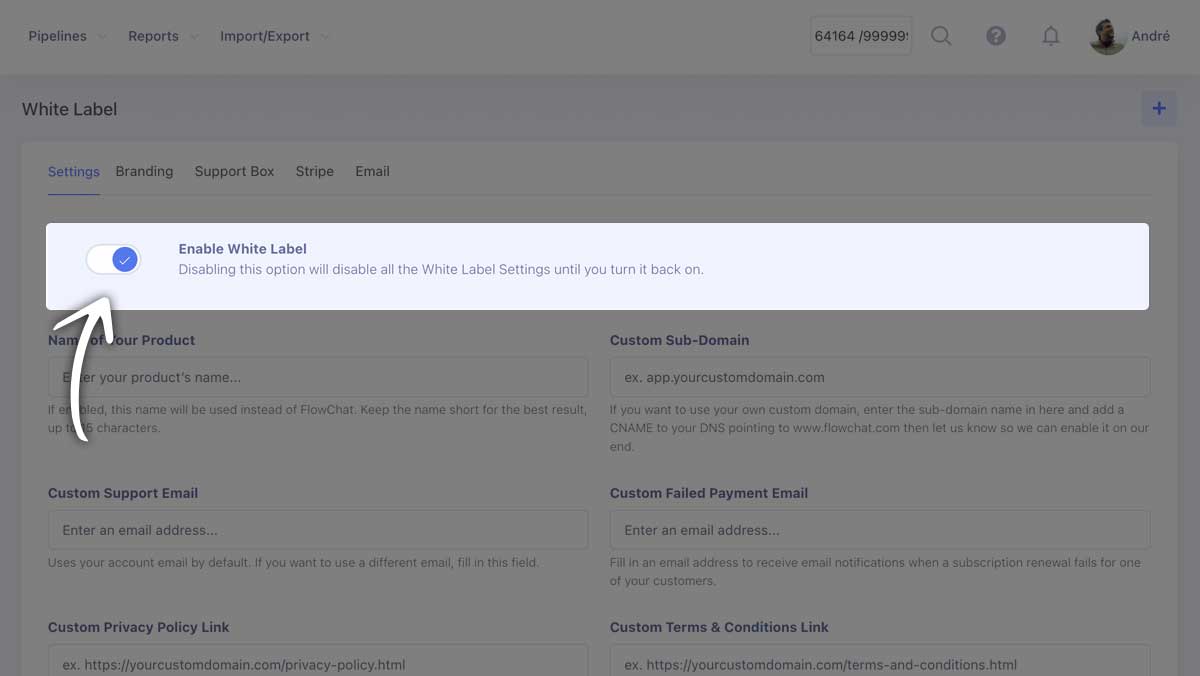 Pipelines Reports Import/Export 64164 /99999 André
White Label
Settings Branding Support Box Stripe Email
Enable White Label
Disabling this option will disable all the White Label Settings until you turn it back on.
Name of Your Product
Custom Sub-Domain
Enter your product's name...
ex. app.yourcustomdomain.com
If enabled, this name will be used instead of FlowChat. Keep the name short for the best result,
up to 15 characters.
If you want to use your own custom domain, enter the sub-domain name in here and add a
CNAME to your DNS pointing to www.flowchat.com then let us know so we can enable it on our
end.
Custom Support Email
Custom Failed Payment Email
Enter an email address...
Enter an email address...
Uses your account email by default. If you want to use a different email, fill in this field.
Fill in an email address to receive email notifications when a subscription renewal fails for one
of your customers.
Custom Privacy Policy Link
Custom Terms & Conditions Link
ex. https://yourcustomdomain.com/privacy-policy.html
ex. https://yourcustomdomain.com/terms-and-conditions.html